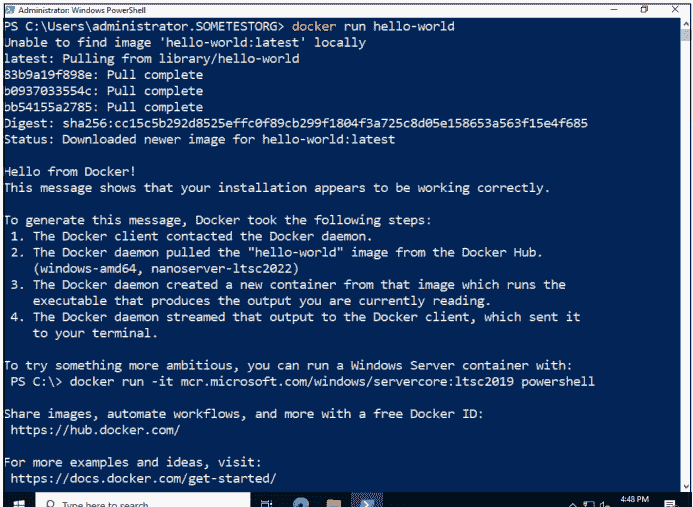 Administrator: Windows PowerShell
PS C:\Users\administrator.SOMETESTORG> docker run hello-world
Unable to find image 'hello-world:latest' locally
latest: Pulling from library/hello-world
83b9a19f898e: Pull complete
b0937033554c: Pull complete
bb54155a2785: Pull complete
Digest: sha256:cc15c5b292d8525effc0f89cb299f1804f3a725c8d05e158653a563f15e4f685
Status: Downloaded newer image for hello-world:latest
Hello from Docker!
This message shows that your installation appears to be working correctly.
To generate this message, Docker took the following steps:
1. The Docker client contacted the Docker daemon.
2. The Docker daemon pulled the "hello-world" image from the Docker Hub.
(windows-amd64, nanoserver-ltsc2022)
3. The Docker daemon created a new container from that image which runs the
executable that produces the output you are currently reading.
4. The Docker daemon streamed that output to the Docker client, which sent it
to your terminal.
To try something more ambitious, you can run a Windows Server container with:
PS C:\> docker run -it mcr.microsoft.com/windows/servercore:ltsc2019 powershell
Share images, automate workflows, and more with a free Docker ID:
https://hub.docker.com/
For more examples and ideas, visit:
https://docs.docker.com/get-started/
Type here to search
4:48 PM